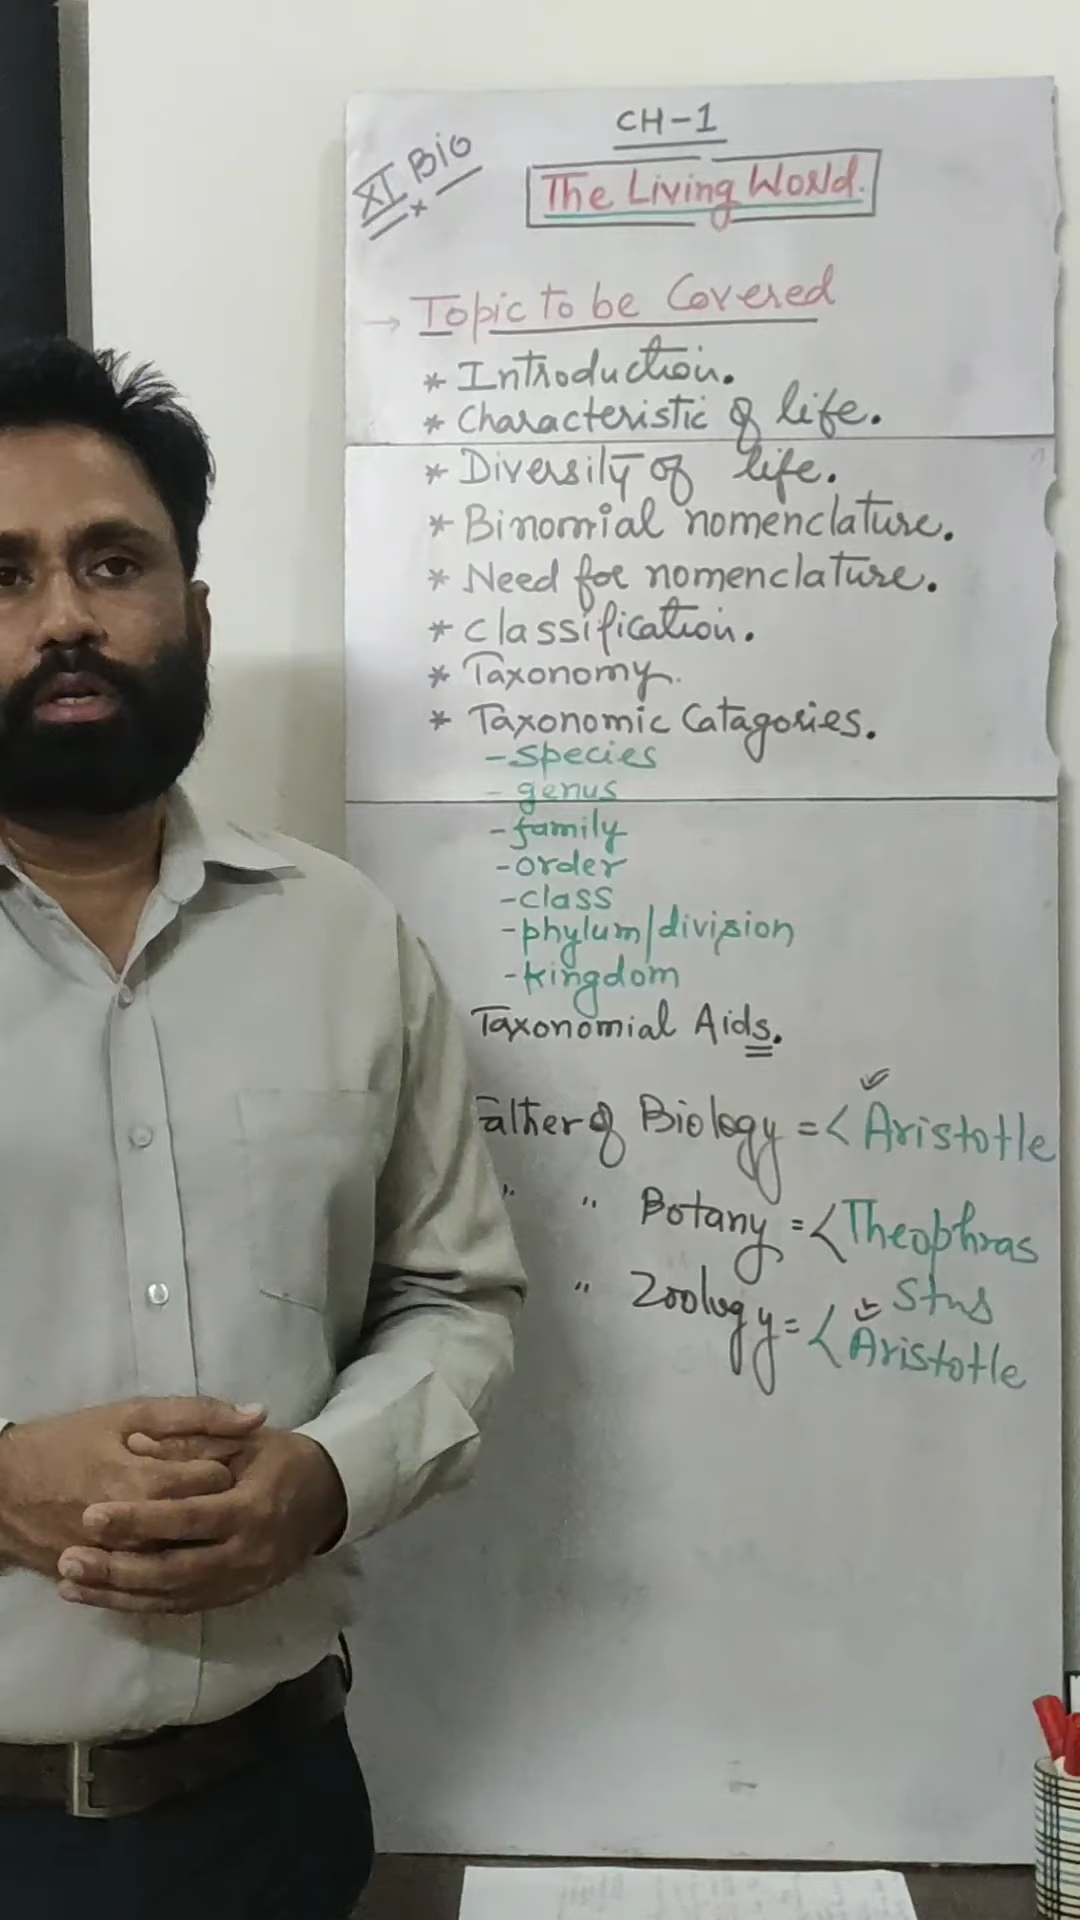 CH-1
XI Bio
The Living World.
→ Topic to be Covered
* Introduction.
* Characteristic of life.
* Diversity of life.
* Binomial nomenclature.
* Need for nomenclature.
* Classification.
* Taxonomy.
* Taxonomic Catagories.
- Species
- genus
- family
- order
- class
- phylum/division
- kingdom
Taxonomial Aids.
Father of Biology = < Aristotle
" " Botany = < Theophras
stus
" Zoology = < Aristotle